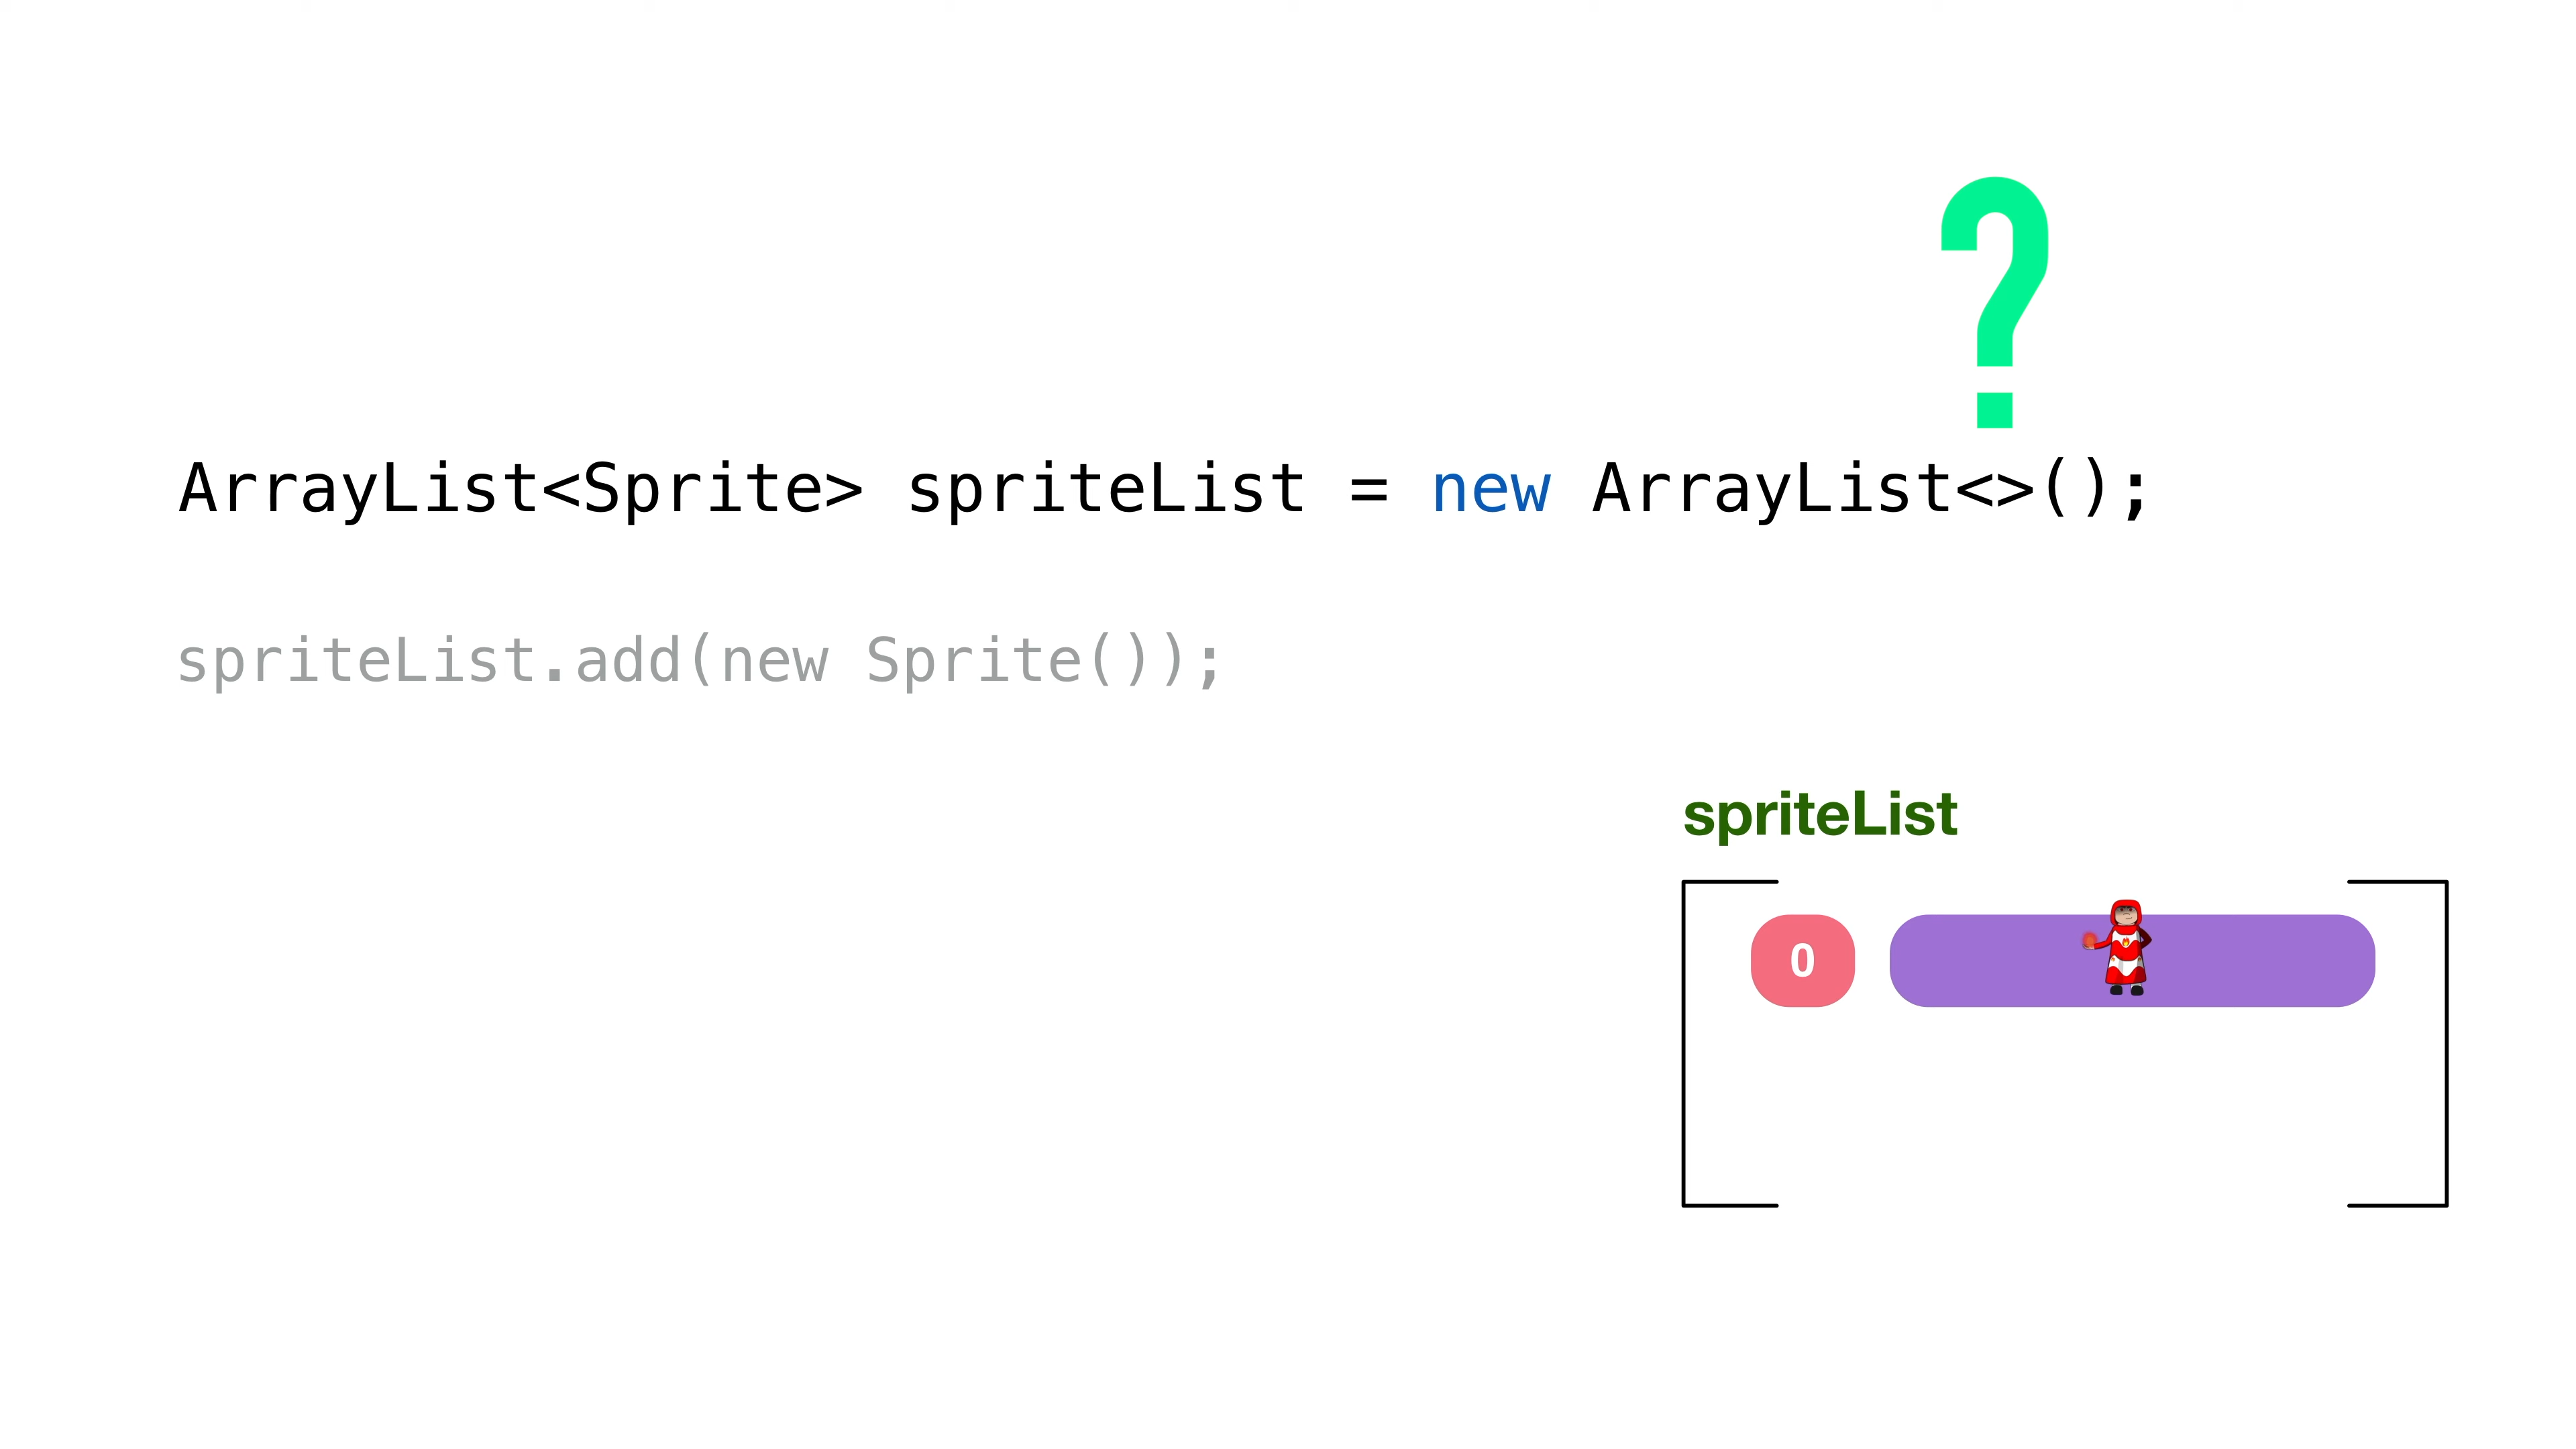 ?
ArrayList<Sprite> spriteList = new ArrayList<>();
spriteList.add(new Sprite());
spriteList
0